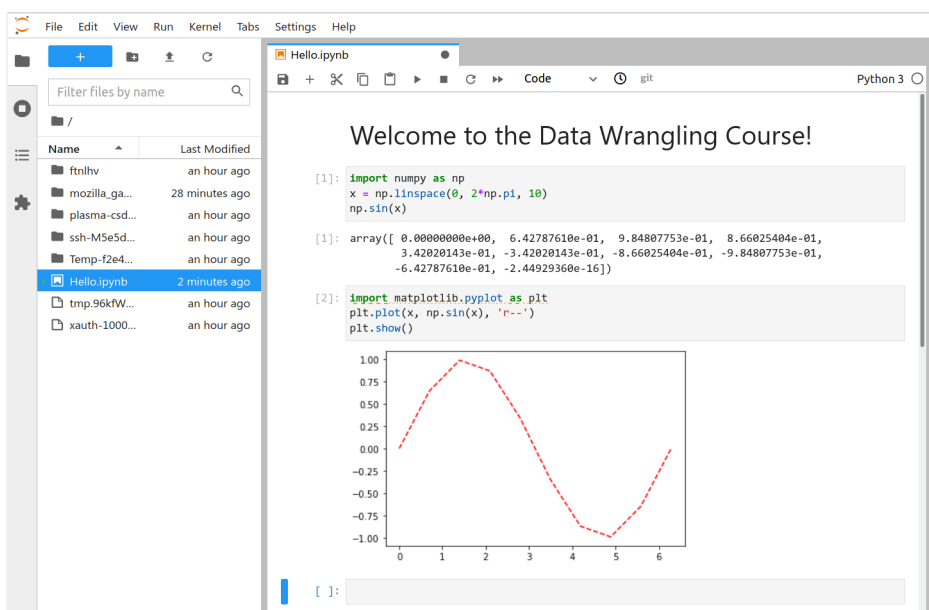 File Edit View Run Kernel Tabs Settings Help
Hello.ipynb
Code
git
Python 3
Filter files by name
/
Name Last Modified
ftnlhv an hour ago
mozilla_ga... 28 minutes ago
plasma-csd... an hour ago
ssh-M5e5d... an hour ago
Temp-f2e4... an hour ago
Hello.ipynb 2 minutes ago
tmp.96kfW... an hour ago
xauth-1000... an hour ago
Welcome to the Data Wrangling Course!
[1]: import numpy as np
x = np.linspace(0, 2*np.pi, 10)
np.sin(x)
[1]: array([ 0.00000000e+00, 6.42787610e-01, 9.84807753e-01, 8.66025404e-01,
3.42020143e-01, -3.42020143e-01, -8.66025404e-01, -9.84807753e-01,
-6.42787610e-01, -2.44929360e-16])
[2]: import matplotlib.pyplot as plt
plt.plot(x, np.sin(x), 'r--')
plt.show()
1.00
0.75
0.50
0.25
0.00
−0.25
−0.50
−0.75
−1.00
0 1 2 3 4 5 6
[ ]: